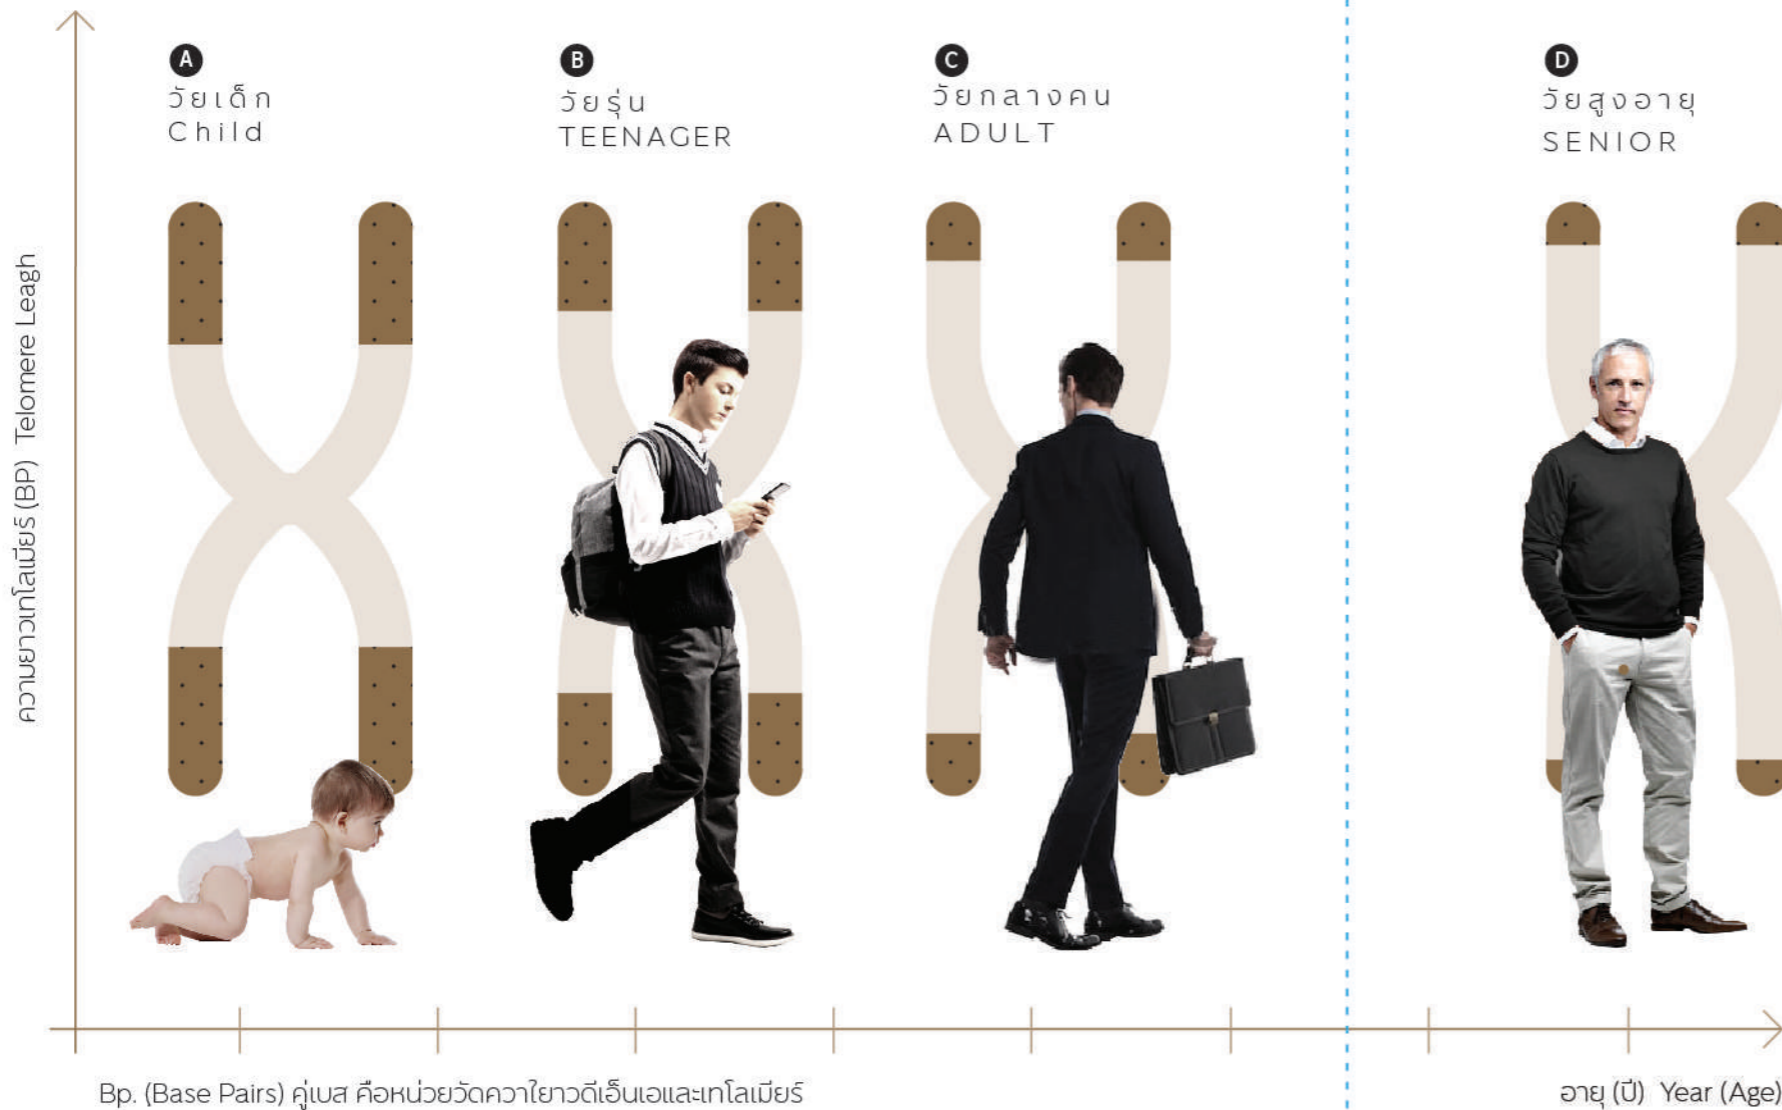 A
วัยเด็ก
Child
B
วัยรุ่น
TEENAGER
C
วัยกลางคน
ADULT
D
วัยสูงอายุ
SENIOR
ความยาวเทโลเมียร์ (BP) Telomere Leagh
Bp. (Base Pairs) คู่เบส คือหน่วยวัดควาใยาวดีเอ็นเอและเทโลเมียร์
อายุ (ปี) Year (Age)